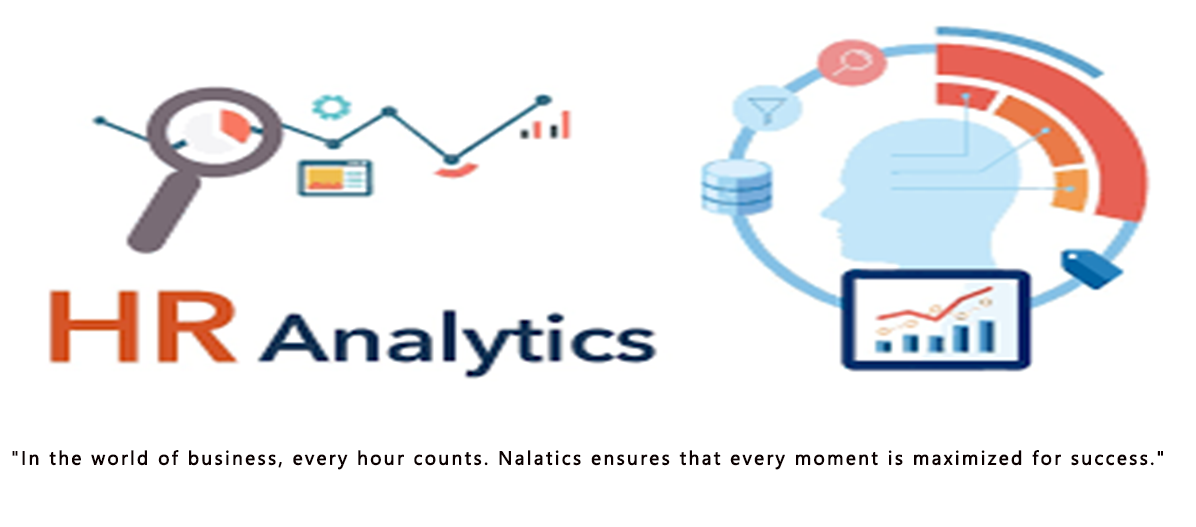 HR Analytics
"In the world of business, every hour counts. Nalatics ensures that every moment is maximized for success."